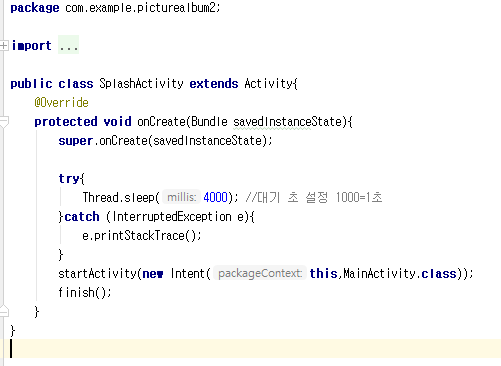 package com.example.picturealbum2;
import ...
public class SplashActivity extends Activity{
@Override
protected void onCreate(Bundle savedInstanceState){
super.onCreate(savedInstanceState);
try{
Thread.sleep( millis: 4000); //대기 초 설정 1000=1초
}catch (InterruptedException e){
e.printStackTrace();
}
startActivity(new Intent( packageContext: this,MainActivity.class));
finish();
}
}